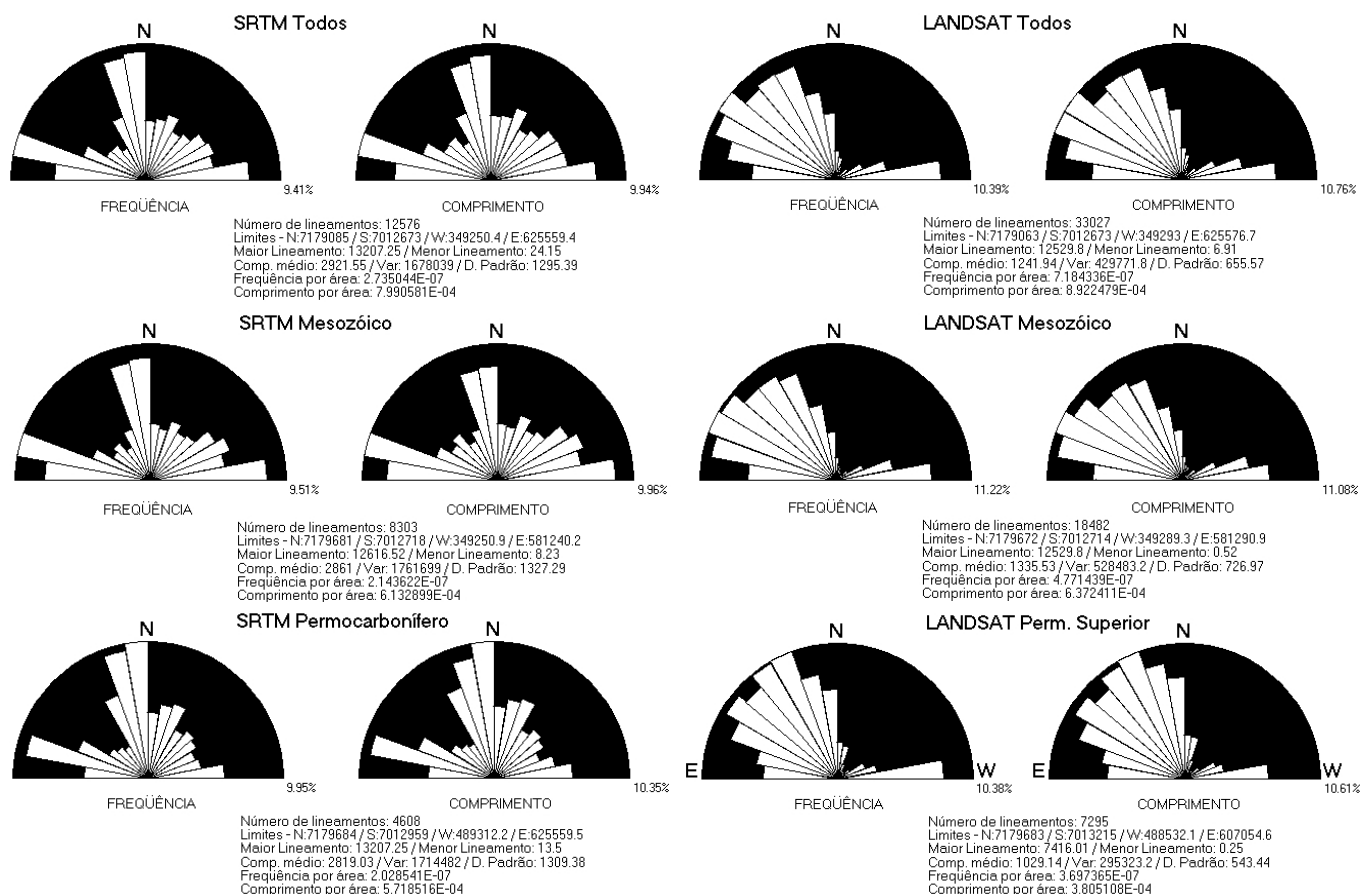 SRTM Todos
N
N
9.41%
9.94%
FREQÜÊNCIA
COMPRIMENTO
Número de lineamentos: 12576
Limites - N:7179085 / S:7012673 / W:349250.4 / E:625559.4
Maior Lineamento: 13207.25 / Menor Lineamento: 24.15
Comp. médio: 2921.55 / Var: 1678039 / D. Padrão: 1295.39
Freqüência por área: 2.735044E-07
Comprimento por área: 7.990581E-04
LANDSAT Todos
N
N
10.39%
10.76%
FREQÜÊNCIA
COMPRIMENTO
Número de lineamentos: 33027
Limites - N:7179063 / S:7012673 / W:349293 / E:625576.7
Maior Lineamento: 12529.8 / Menor Lineamento: 6.91
Comp. médio: 1241.94 / Var: 429771.8 / D. Padrão: 655.57
Freqüência por área: 7.184336E-07
Comprimento por área: 8.922479E-04
SRTM Mesozóico
N
N
9.51%
9.96%
FREQÜÊNCIA
COMPRIMENTO
Número de lineamentos: 8303
Limites - N:7179681 / S:7012718 / W:349250.9 / E:581240.2
Maior Lineamento: 12616.52 / Menor Lineamento: 8.23
Comp. médio: 2861 / Var: 1761699 / D. Padrão: 1327.29
Freqüência por área: 2.143622E-07
Comprimento por área: 6.132899E-04
LANDSAT Mesozóico
N
N
11.22%
11.08%
FREQÜÊNCIA
COMPRIMENTO
Número de lineamentos: 18482
Limites - N:7179672 / S:7012714 / W:349289.3 / E:581290.9
Maior Lineamento: 12529.8 / Menor Lineamento: 0.52
Comp. médio: 1335.53 / Var: 528483.2 / D. Padrão: 726.97
Freqüência por área: 4.771439E-07
Comprimento por área: 6.372411E-04
SRTM Permocarbonífero
N
N
9.95%
10.35%
FREQÜÊNCIA
COMPRIMENTO
Número de lineamentos: 4608
Limites - N:7179684 / S:7012959 / W:489312.2 / E:625559.5
Maior Lineamento: 13207.25 / Menor Lineamento: 13.5
Comp. médio: 2819.03 / Var: 1714482 / D. Padrão: 1309.38
Freqüência por área: 2.028541E-07
Comprimento por área: 5.718516E-04
LANDSAT Perm. Superior
N
N
E
W
E
W
10.38%
10.61%
FREQÜÊNCIA
COMPRIMENTO
Número de lineamentos: 7295
Limites - N:7179683 / S:7013215 / W:488532.1 / E:607054.6
Maior Lineamento: 7416.01 / Menor Lineamento: 0.25
Comp. médio: 1029.14 / Var: 295323.2 / D. Padrão: 543.44
Freqüência por área: 3.697365E-07
Comprimento por área: 3.805108E-04